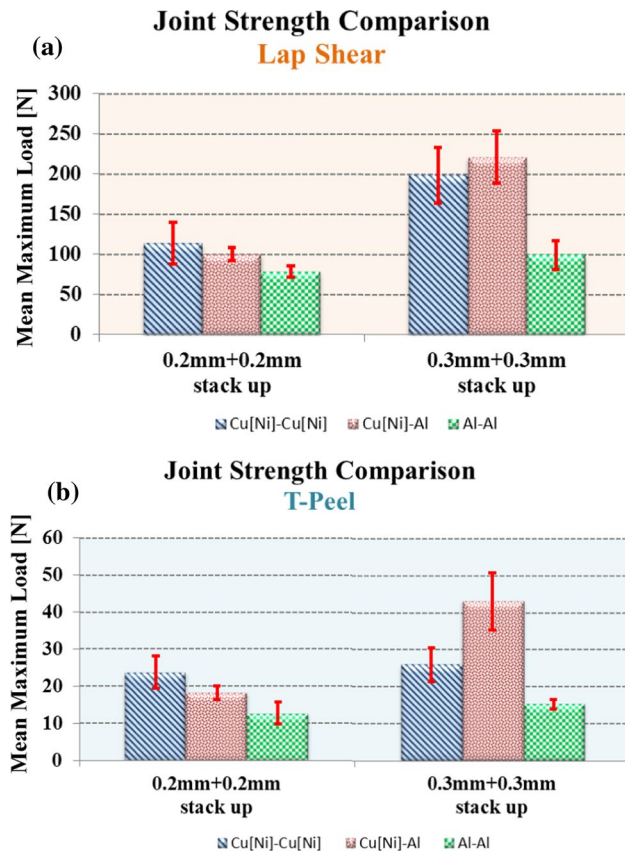 Joint Strength Comparison
(a)
Lap Shear
Mean Maximum Load [N]
300
250
200
150
100
50
0
0.2mm+0.2mm
stack up
0.3mm+0.3mm
stack up
Cu[Ni]-Cu[Ni] Cu[Ni]-Al Al-Al
Joint Strength Comparison
(b)
T-Peel
Mean Maximum Load [N]
60
50
40
30
20
10
0
0.2mm+0.2mm
stack up
0.3mm+0.3mm
stack up
Cu[Ni]-Cu[Ni] Cu[Ni]-Al Al-Al